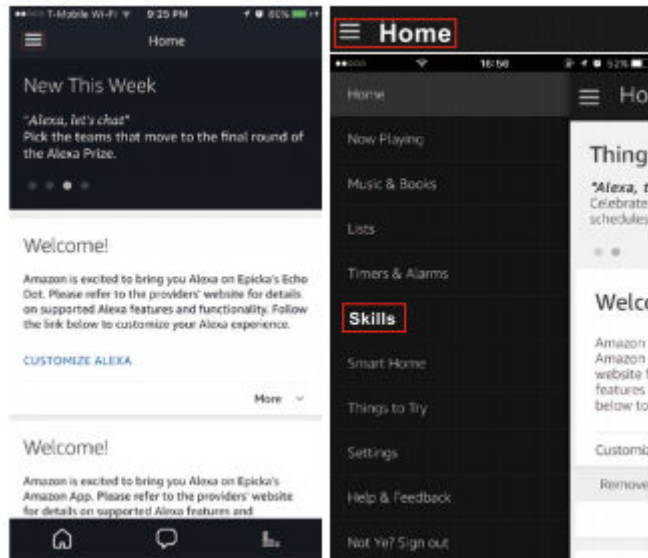 T-Mobile Wi-Fi 9:25 PM 80%
Home
New This Week
"Alexa, let's chat"
Pick the teams that move to the final round of
the Alexa Prize.
Welcome!
Amazon is excited to bring you Alexa on Epicka's Echo
Dot. Please refer to the providers' website for details
on supported Alexa features and functionality. Follow
the link below to customize your Alexa experience.
CUSTOMIZE ALEXA
More
Welcome!
Amazon is excited to bring you Alexa on Epicka's
Amazon App. Please refer to the providers' website
for details on supported Alexa features and
Home
16:56 52%
Home
Now Playing
Music & Books
Lists
Timers & Alarms
Skills
Smart Home
Things to Try
Settings
Help & Feedback
Not Ye? Sign out
Ho
Thing
"Alexa, t
Celebrate
schedules
Welco
Amazon
Amazon
website f
features
below to
Customiz
Remove